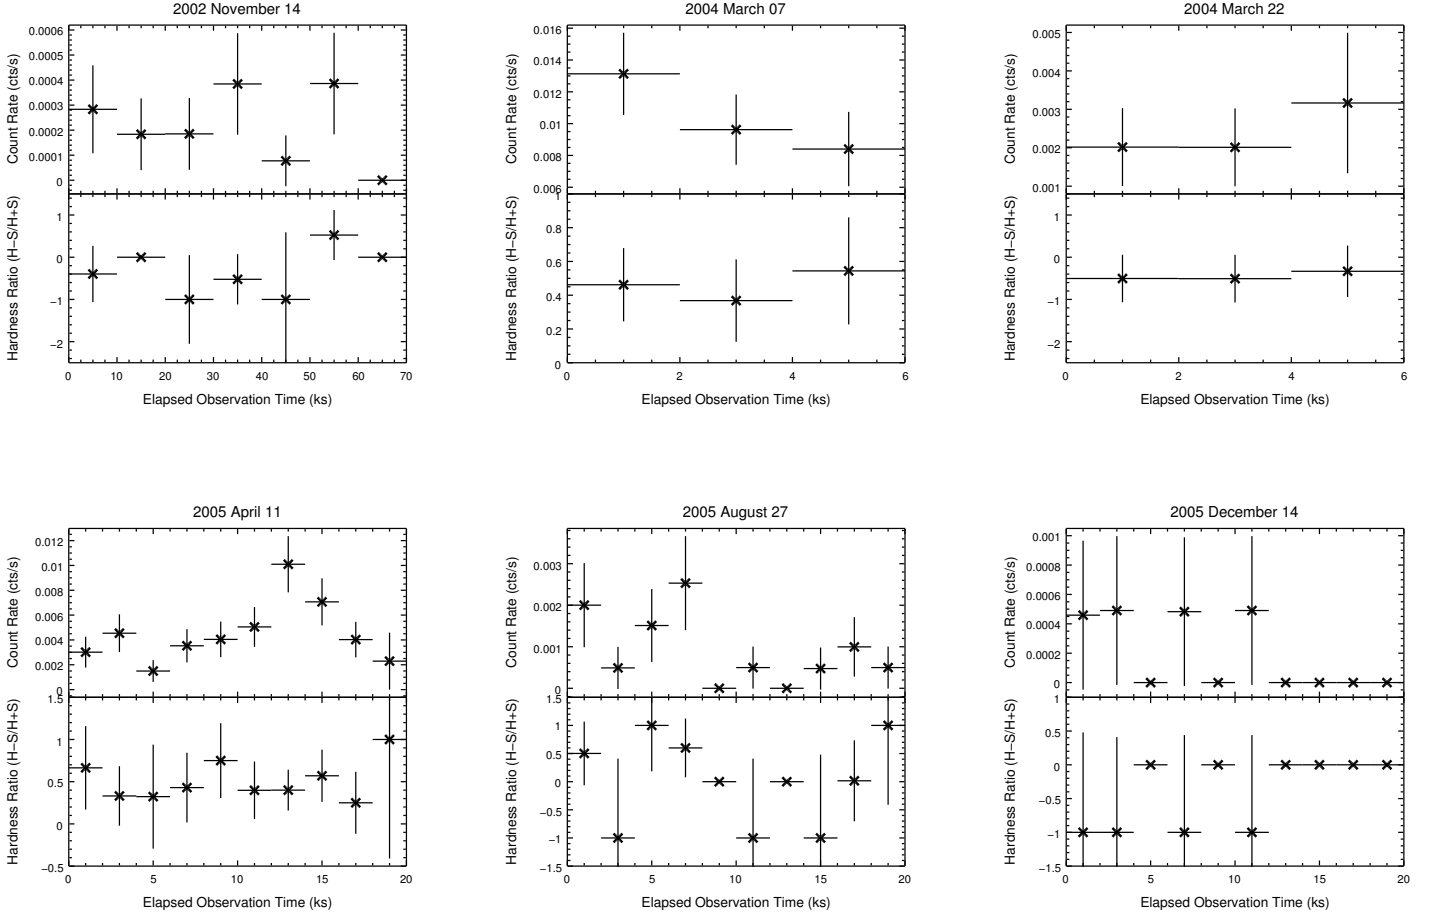 2002 November 14
Count Rate (cts/s)
0.0006
0.0005
0.0004
0.0003
0.0002
0.0001
0
Hardness Ratio (H−S/H+S)
1
0
−1
−2
0 10 20 30 40 50 60 70
Elapsed Observation Time (ks)
2004 March 07
Count Rate (cts/s)
0.016
0.014
0.012
0.01
0.008
0.006
Hardness Ratio (H−S/H+S)
0.8
0.6
0.4
0.2
0
0 2 4 6
Elapsed Observation Time (ks)
2004 March 22
Count Rate (cts/s)
0.005
0.004
0.003
0.002
0.001
Hardness Ratio (H−S/H+S)
1
0
−1
−2
0 2 4 6
Elapsed Observation Time (ks)
2005 April 11
Count Rate (cts/s)
0.012
0.01
0.008
0.006
0.004
0.002
0
Hardness Ratio (H−S/H+S)
1.5
1
0.5
0
−0.5
0 5 10 15 20
Elapsed Observation Time (ks)
2005 August 27
Count Rate (cts/s)
0.003
0.002
0.001
0
Hardness Ratio (H−S/H+S)
1.5
1
0.5
0
−0.5
−1
−1.5
0 5 10 15 20
Elapsed Observation Time (ks)
2005 December 14
Count Rate (cts/s)
0.001
0.0008
0.0006
0.0004
0.0002
0
Hardness Ratio (H−S/H+S)
1
0.5
0
−0.5
−1
−1.5
0 5 10 15 20
Elapsed Observation Time (ks)